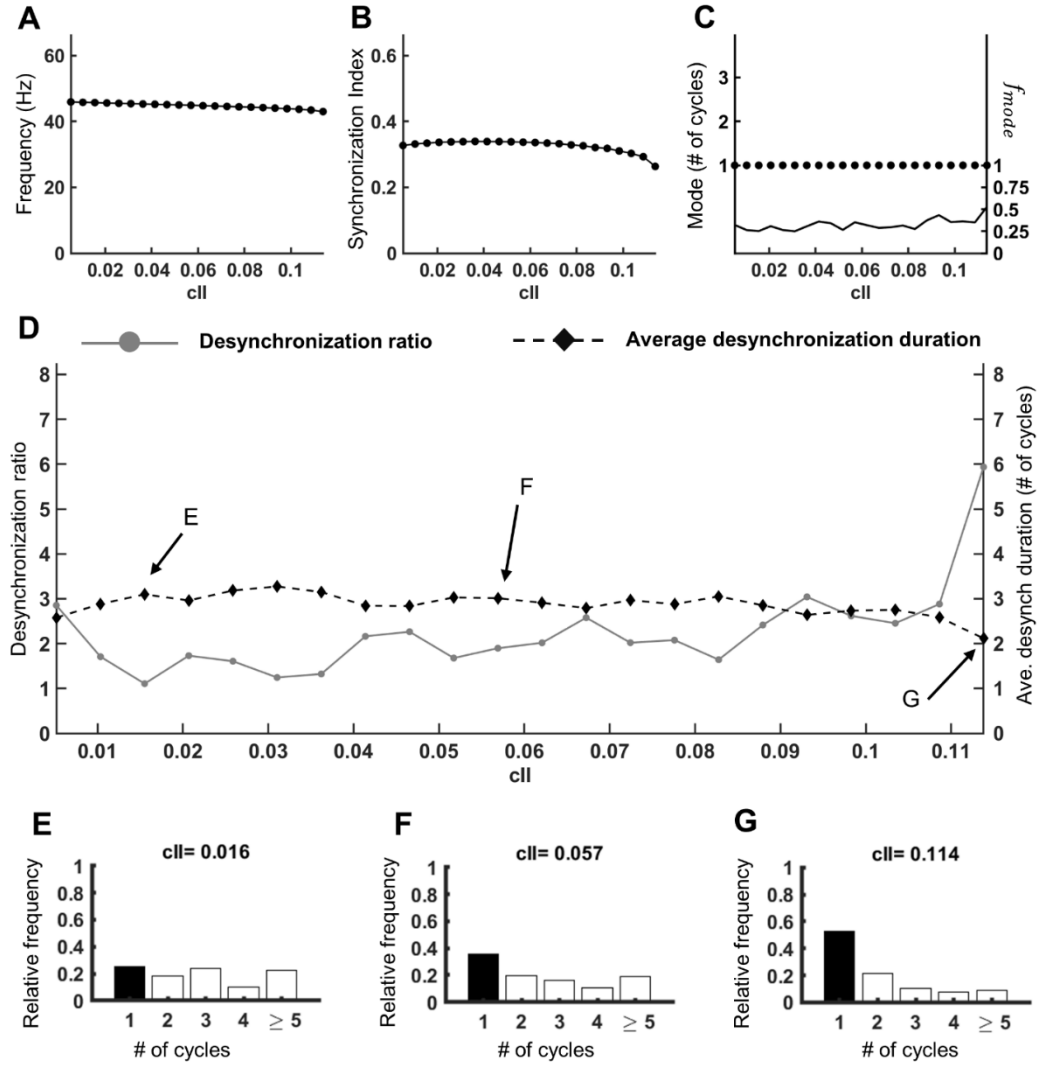 A
B
C
Frequency (Hz)
60
40
20
0
0.02 0.04 0.06 0.08 0.1
cII
Synchronization Index
0.6
0.4
0.2
0
0.02 0.04 0.06 0.08 0.1
cII
Mode (# of cycles)
3
2
1
f_mode
1
0.75
0.5
0.25
0
0.02 0.04 0.06 0.08 0.1
cII
D
Desynchronization ratio
Average desynchronization duration
Desynchronization ratio
8
7
6
5
4
3
2
1
0
E
F
G
Ave. desynch duration (# of cycles)
8
7
6
5
4
3
2
1
0
0.01 0.02 0.03 0.04 0.05 0.06 0.07 0.08 0.09 0.1 0.11
cII
E
cII= 0.016
Relative frequency
1
0.8
0.6
0.4
0.2
0
1 2 3 4 ≥ 5
# of cycles
F
cII= 0.057
Relative frequency
1
0.8
0.6
0.4
0.2
0
1 2 3 4 ≥ 5
# of cycles
G
cII= 0.114
Relative frequency
1
0.8
0.6
0.4
0.2
0
1 2 3 4 ≥ 5
# of cycles